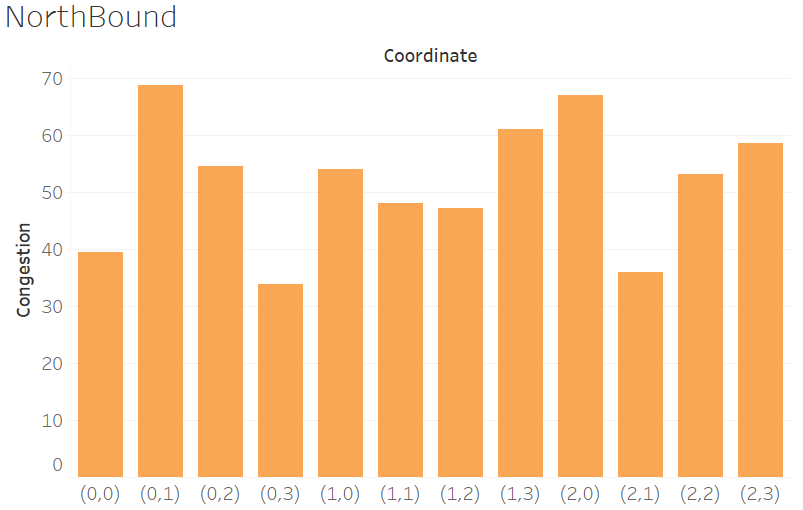 NorthBound
Coordinate
Congestion
70
60
50
40
30
20
10
0
(0,0) (0,1) (0,2) (0,3) (1,0) (1,1) (1,2) (1,3) (2,0) (2,1) (2,2) (2,3)